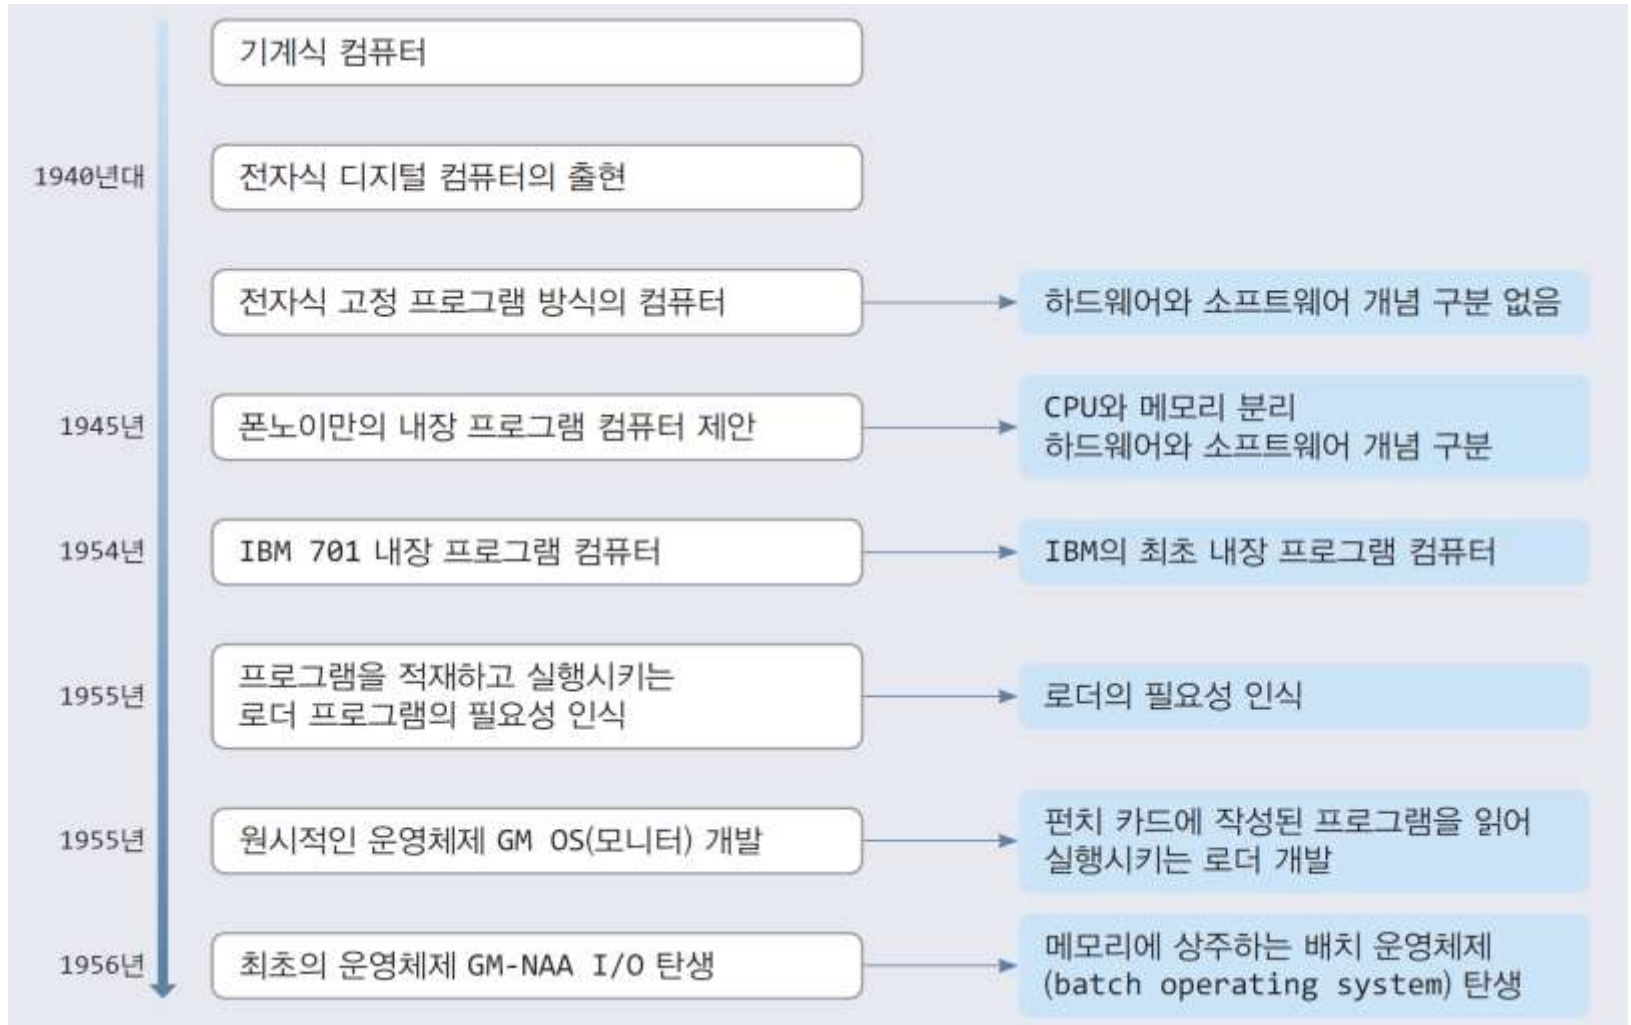 기계식 컴퓨터
1940년대
전자식 디지털 컴퓨터의 출현
전자식 고정 프로그램 방식의 컴퓨터
하드웨어와 소프트웨어 개념 구분 없음
1945년
폰노이만의 내장 프로그램 컴퓨터 제안
CPU와 메모리 분리
하드웨어와 소프트웨어 개념 구분
1954년
IBM 701 내장 프로그램 컴퓨터
IBM의 최초 내장 프로그램 컴퓨터
1955년
프로그램을 적재하고 실행시키는
로더 프로그램의 필요성 인식
로더의 필요성 인식
1955년
원시적인 운영체제 GM OS(모니터) 개발
펀치 카드에 작성된 프로그램을 읽어
실행시키는 로더 개발
1956년
최초의 운영체제 GM-NAA I/O 탄생
메모리에 상주하는 배치 운영체제
(batch operating system) 탄생